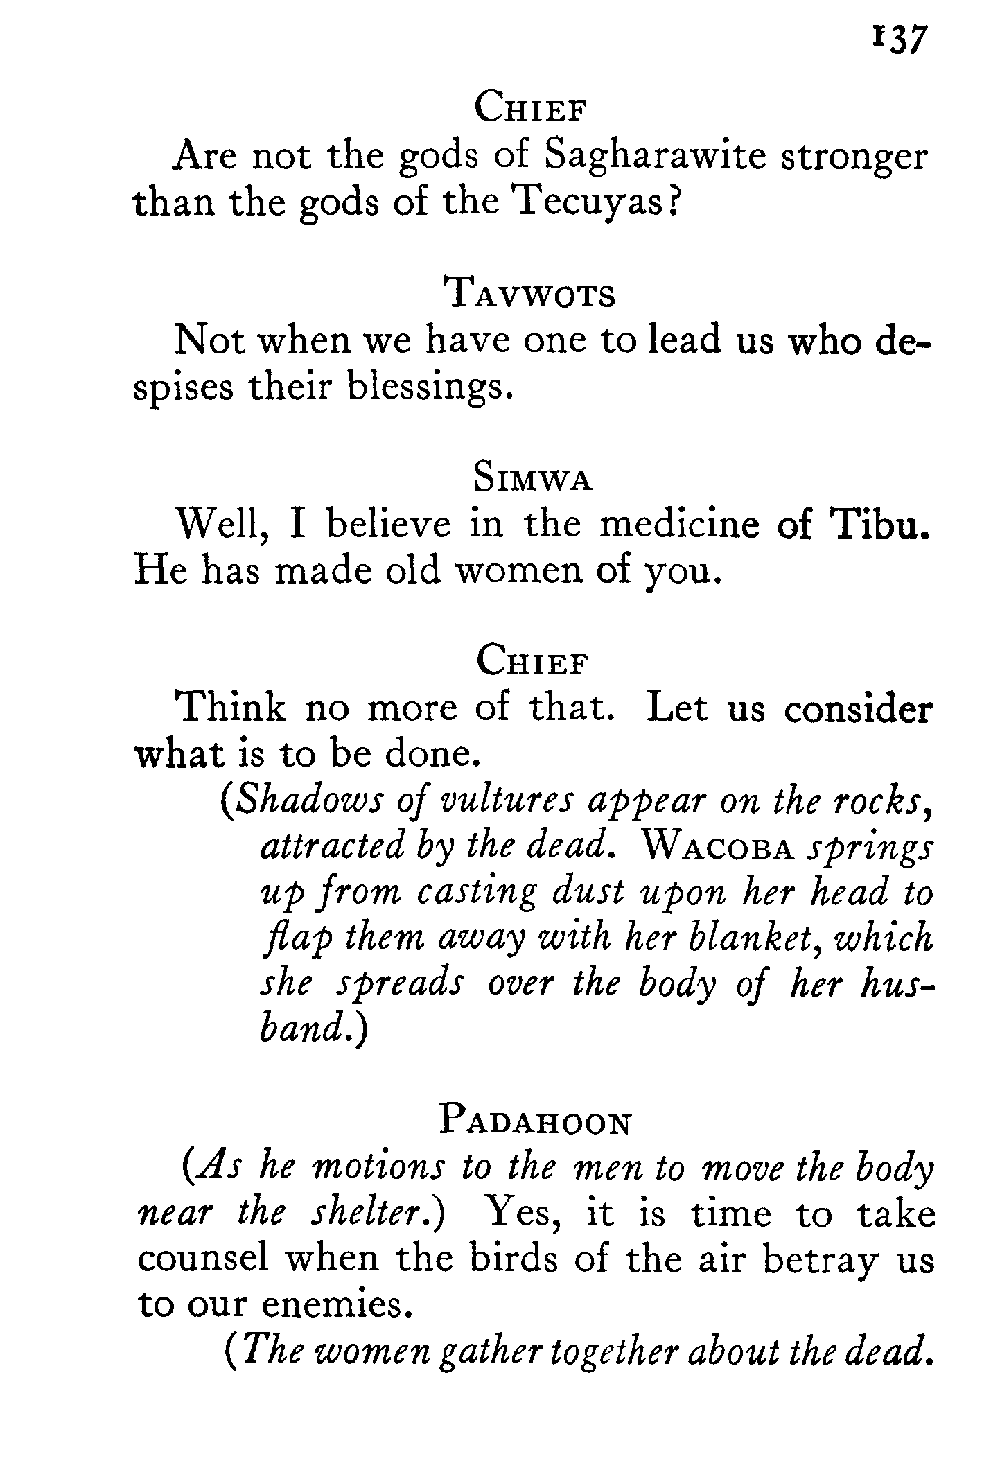 137
CHIEF
Are not the gods of Sagharawite stronger
than the gods of the Tecuyas?
TAVWOTS
Not when we have one to lead us who de-
spises their blessings.
SIMWA
Well, I believe in the medicine of Tibu.
He has made old women of you.
CHIEF
Think no more of that. Let us consider
what is to be done.
(Shadows of vultures appear on the rocks,
attracted by the dead. WACOBA springs
up from casting dust upon her head to
flap them away with her blanket, which
she spreads over the body of her hus-
band.)
PADAHOON
(As he motions to the men to move the body
near the shelter.) Yes, it is time to take
counsel when the birds of the air betray us
to our enemies.
(The women gather together about the dead.